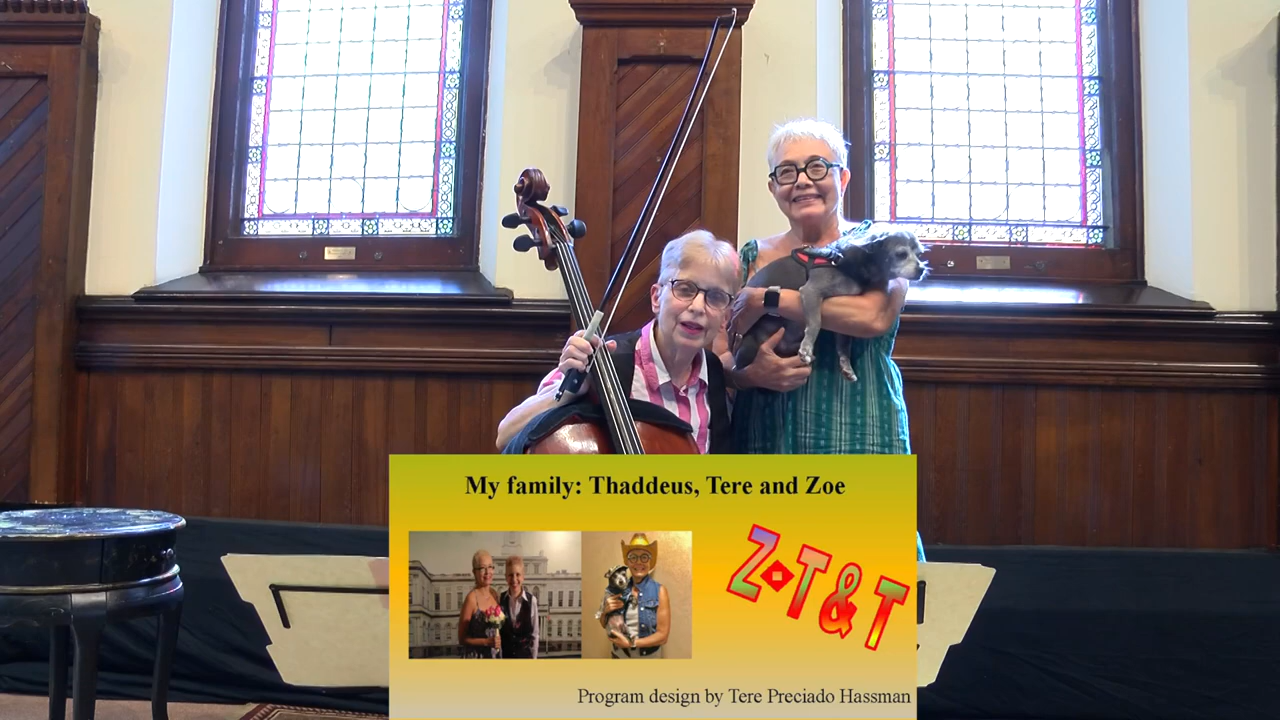 My family: Thaddeus, Tere and Zoe
Z T & T
Program design by Tere Preciado Hassman